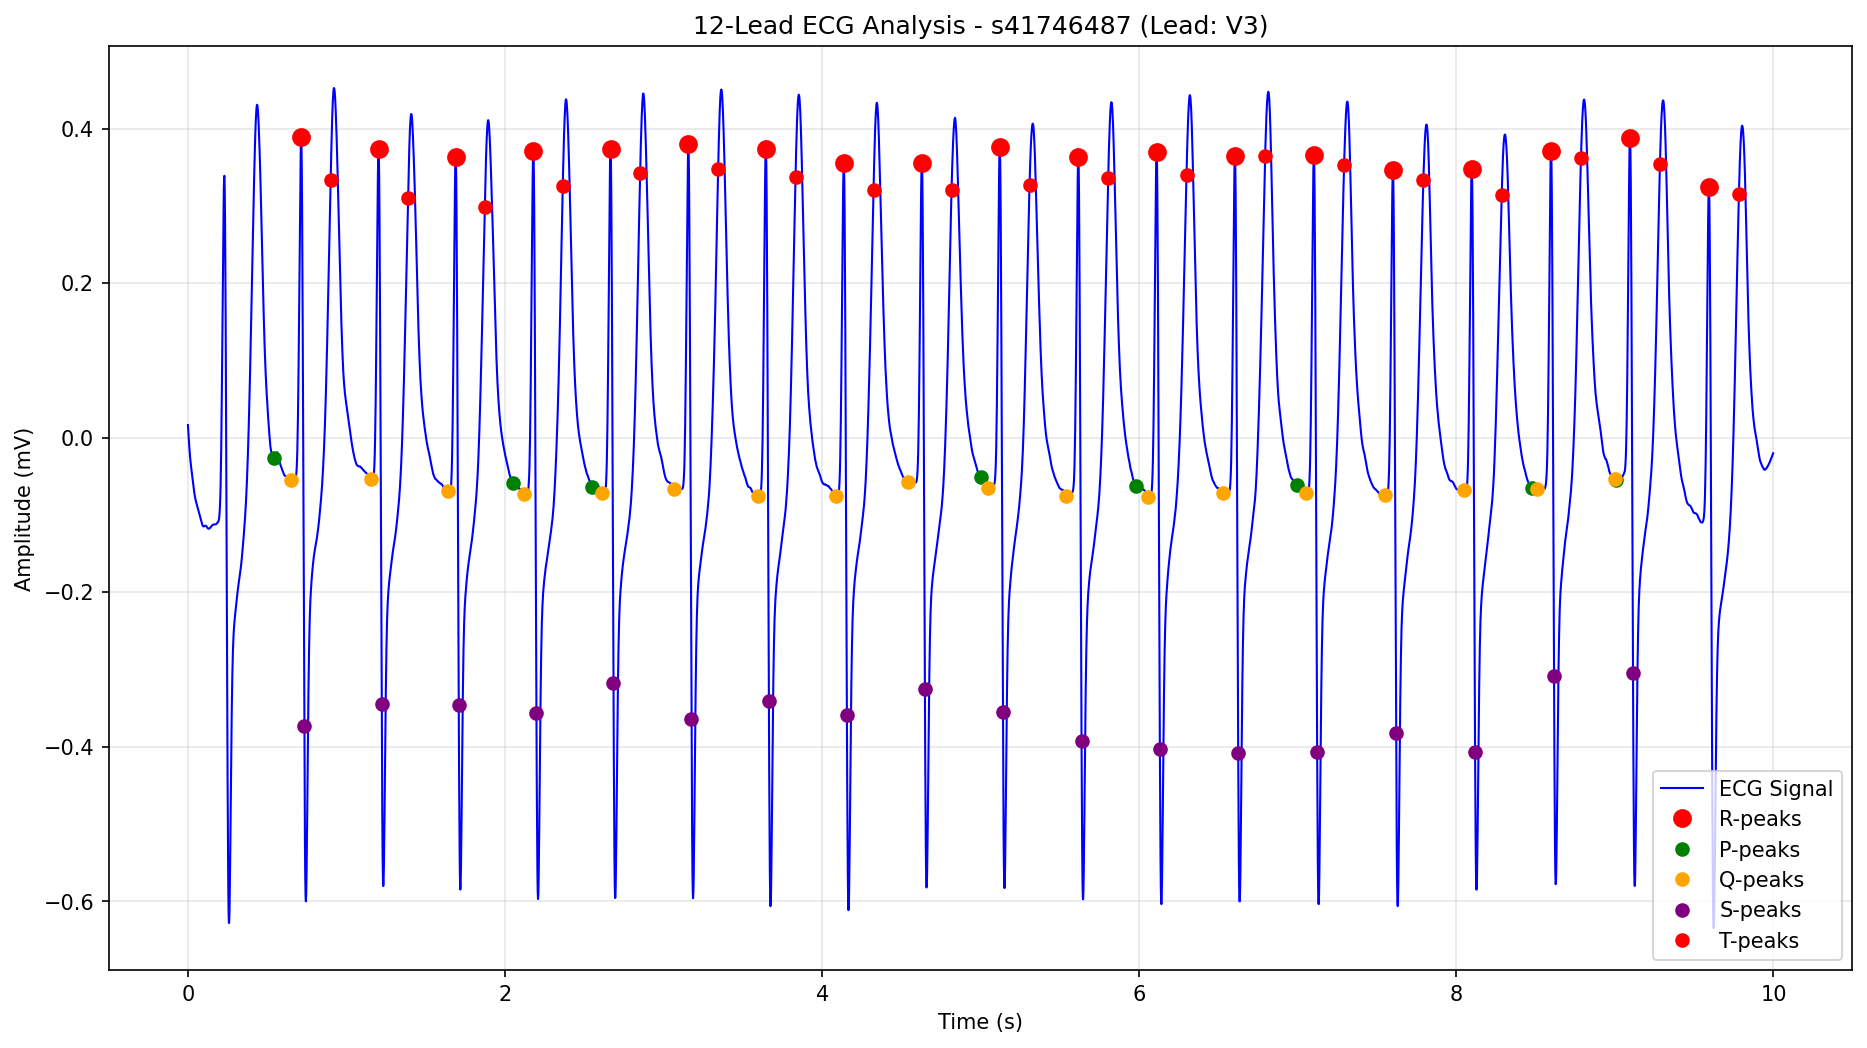 12-Lead ECG Analysis - s41746487 (Lead: V3)
Amplitude (mV)
0.4
0.2
0.0
−0.2
−0.4
−0.6
0
2
4
6
8
10
Time (s)
ECG Signal
R-peaks
P-peaks
Q-peaks
S-peaks
T-peaks